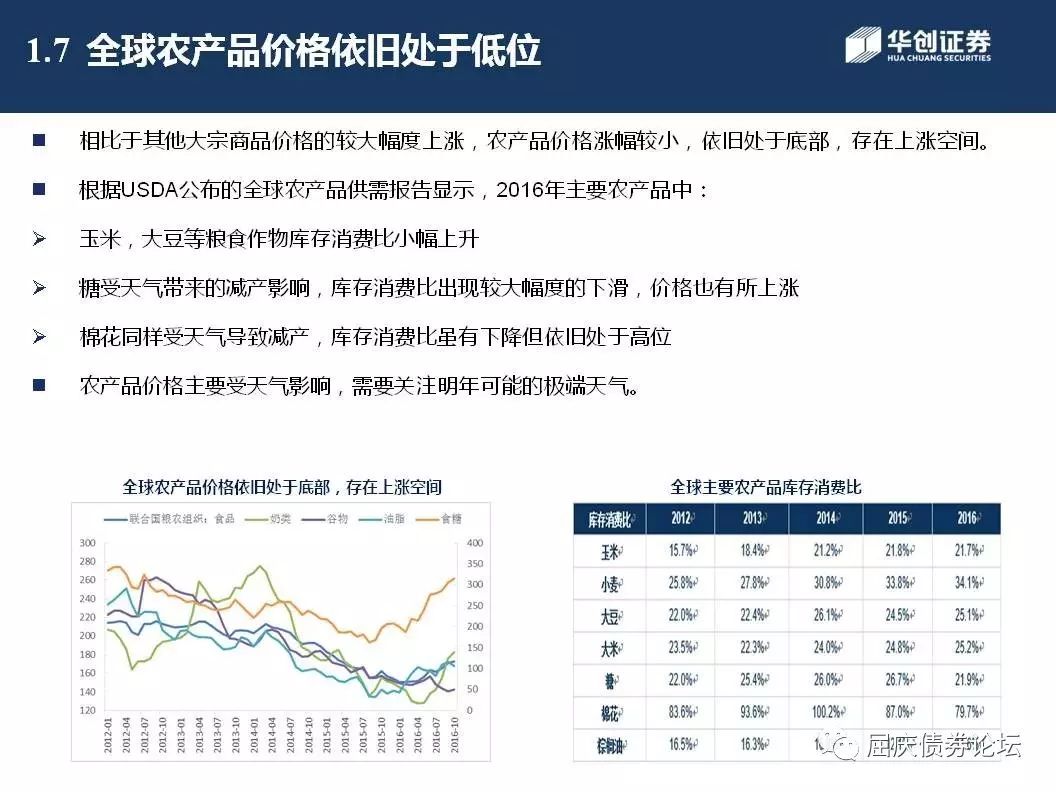 1.7 全球农产品价格依旧处于低位
华创证券
HUA CHUANG SECURITIES
■ 相比于其他大宗商品价格的较大幅度上涨，农产品价格涨幅较小，依旧处于底部，存在上涨空间。
■ 根据USDA公布的全球农产品供需报告显示，2016年主要农产品中：
➢ 玉米，大豆等粮食作物库存消费比小幅上升
➢ 糖受天气带来的减产影响，库存消费比出现较大幅度的下滑，价格也有所上涨
➢ 棉花同样受天气导致减产，库存消费比虽有下降但依旧处于高位
■ 农产品价格主要受天气影响，需要关注明年可能的极端天气。
全球农产品价格依旧处于底部，存在上涨空间
联合国粮农组织：食品 奶类 谷物 油脂 食糖
300 400
280 350
260 300
240 250
220
200 200
180 150
160 100
140 50
120 0
2012-01 2012-04 2012-07 2012-10 2013-01 2013-04 2013-07 2013-10 2014-01 2014-04 2014-07 2014-10 2015-01 2015-04 2015-07 2015-10 2016-01 2016-04 2016-07 2016-10
全球主要农产品库存消费比
库存消费比 2012 2013 2014 2015 2016
玉米 15.7% 18.4% 21.2% 21.8% 21.7%
小麦 25.8% 27.8% 30.8% 33.8% 34.1%
大豆 22.0% 22.4% 26.1% 24.5% 25.1%
大米 23.5% 22.3% 24.0% 24.8% 25.2%
糖 22.0% 25.4% 26.0% 26.7% 21.9%
棉花 83.6% 93.6% 100.2% 87.0% 79.7%
棕榈油 16.5% 16.3%
屈庆债券论坛